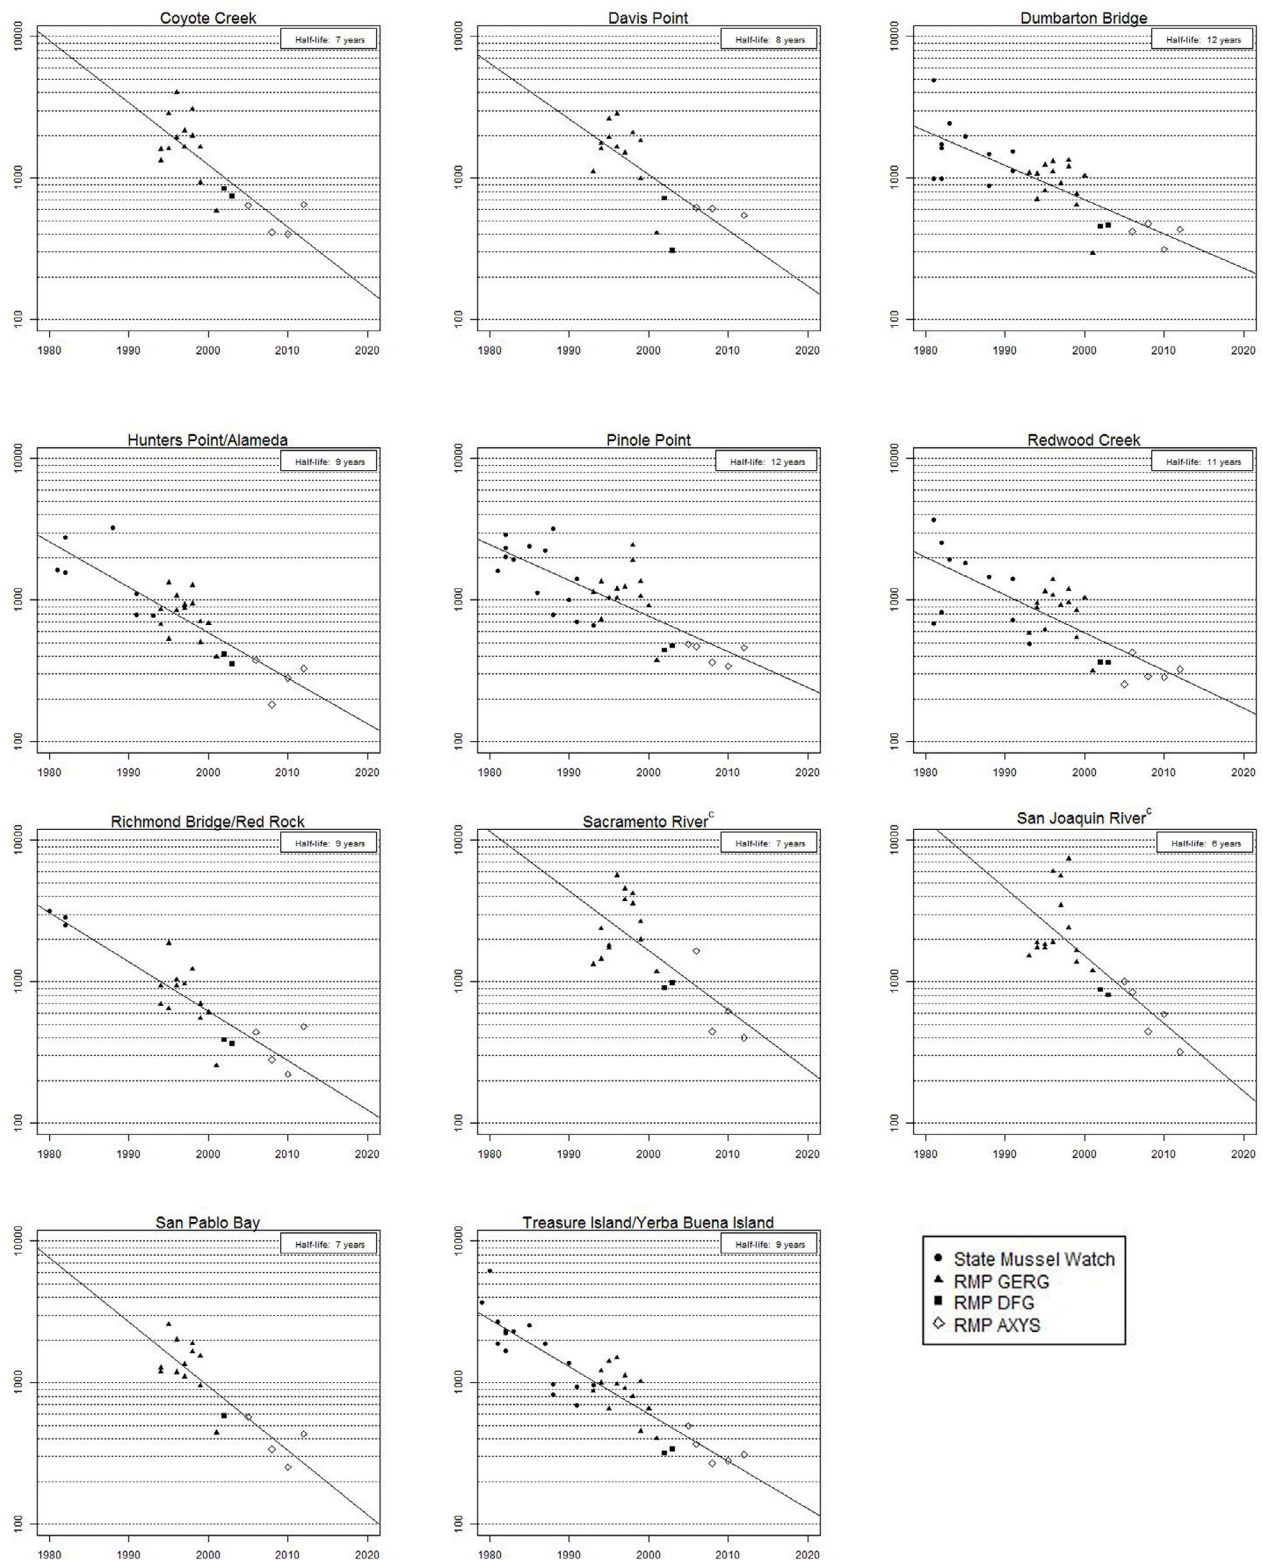 Coyote Creek
Half-life: 7 years
10000
1000
100
1980 1990 2000 2010 2020
Davis Point
Half-life: 8 years
10000
1000
100
1980 1990 2000 2010 2020
Dumbarton Bridge
Half-life: 12 years
10000
1000
100
1980 1990 2000 2010 2020
Hunters Point/Alameda
Half-life: 9 years
10000
1000
100
1980 1990 2000 2010 2020
Pinole Point
Half-life: 12 years
10000
1000
100
1980 1990 2000 2010 2020
Redwood Creek
Half-life: 11 years
10000
1000
100
1980 1990 2000 2010 2020
Richmond Bridge/Red Rock
Half-life: 9 years
10000
1000
100
1980 1990 2000 2010 2020
Sacramento River^c
Half-life: 7 years
10000
1000
100
1980 1990 2000 2010 2020
San Joaquin River^c
Half-life: 6 years
10000
1000
100
1980 1990 2000 2010 2020
San Pablo Bay
Half-life: 7 years
10000
1000
100
1980 1990 2000 2010 2020
Treasure Island/Yerba Buena Island
Half-life: 9 years
10000
1000
100
1980 1990 2000 2010 2020
State Mussel Watch
RMP GERG
RMP DFG
RMP AXYS